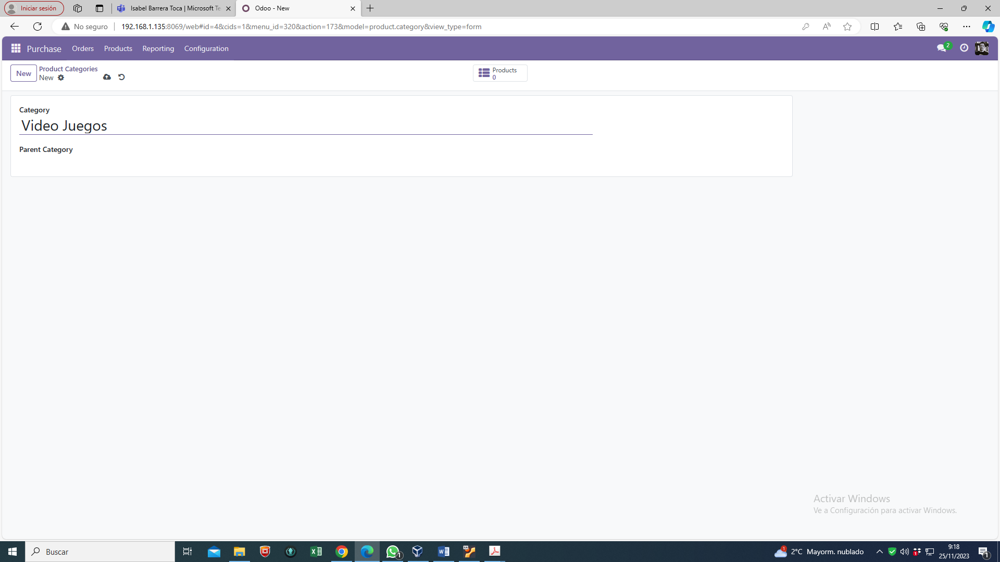 Iniciar sesión
Isabel Barrera Toca | Microsoft Te
Odoo - New
No seguro
192.168.1.135:8069/web#id=4&cids=1&menu_id=320&action=173&model=product.category&view_type=form
Purchase Orders Products Reporting Configuration
2
New
Product Categories
New
Products
0
Category
Video Juegos
Parent Category
Activar Windows
Ve a Configuración para activar Windows.
Buscar
1
64
1
2°C Mayorm. nublado
1
9:18
25/11/2023
1